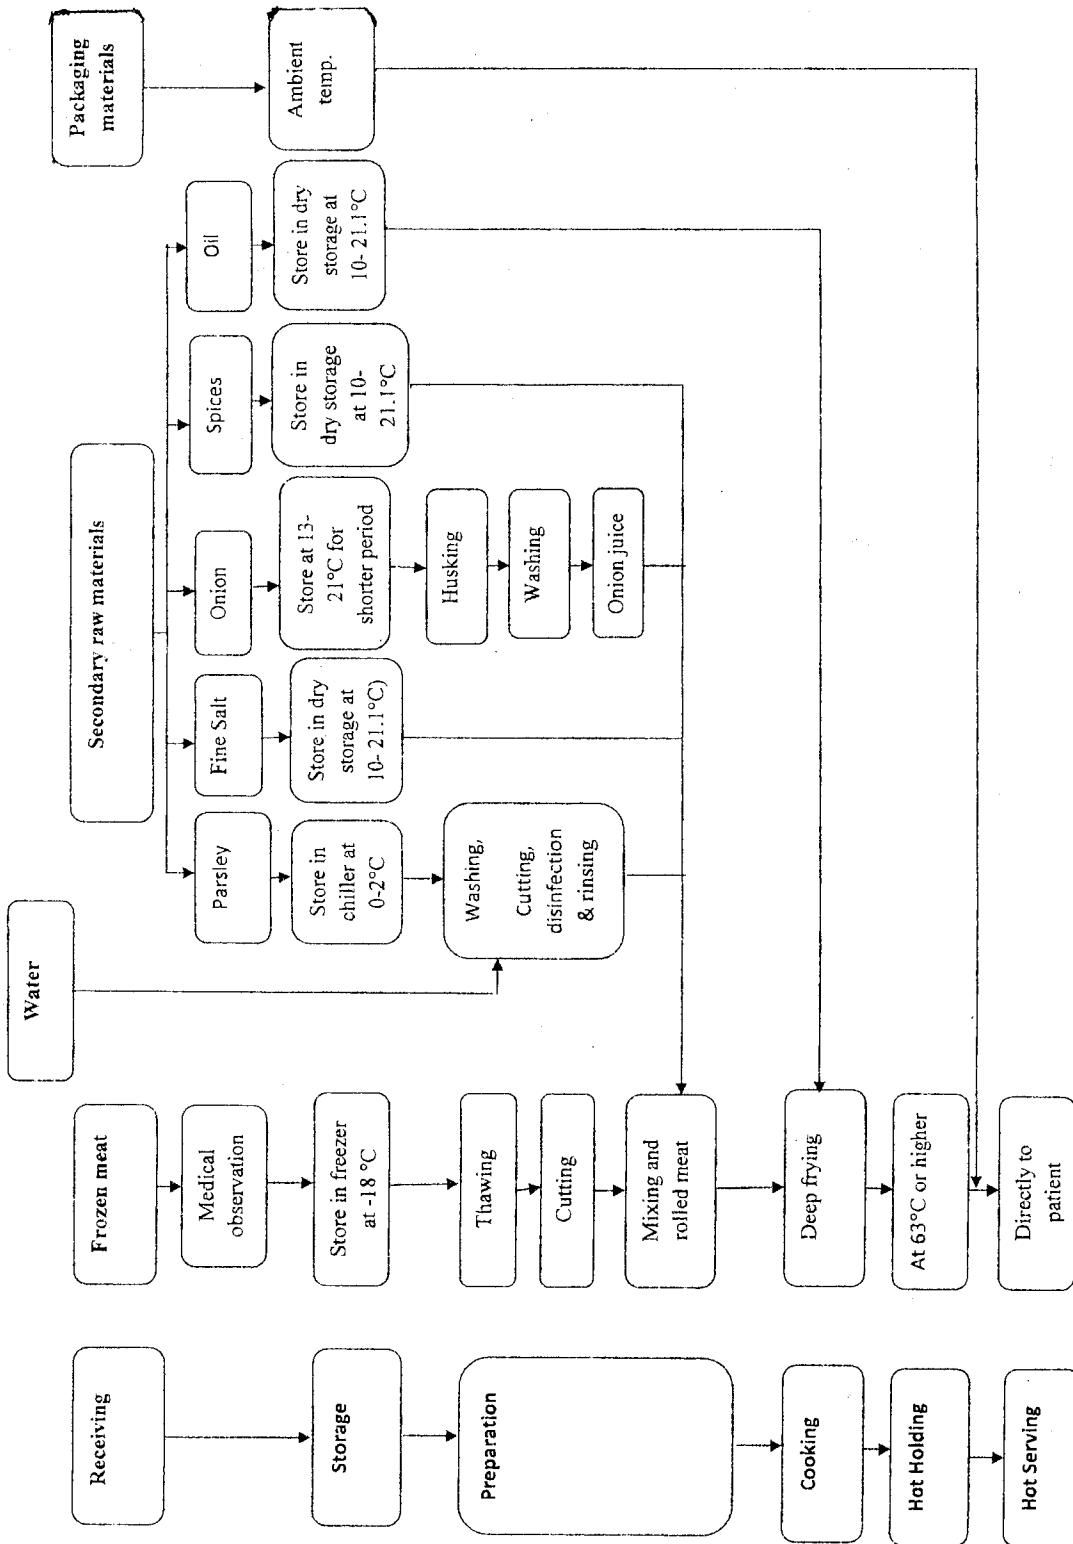 Receiving
Storage
Preparation
Cooking
Hot Holding
Hot Serving
Frozen meat
Medical
observation
Store in freezer
at -18 °C
Thawing
Cutting
Mixing and
rolled meat
Deep frying
At 63°C or higher
Directly to
patient
Water
Secondary raw materials
Parsley
Store in
chiller at
0-2°C
Washing,
Cutting,
disinfection
& rinsing
Fine Salt
Store in dry
storage at
10- 21.1°C)
Onion
Store at 13-
21°C for
shorter period
Husking
Washing
Onion juice
Spices
Store in
dry storage
at 10-
21.1°C
Oil
Store in dry
storage at
10- 21.1°C
Packaging
materials
Ambient
temp.